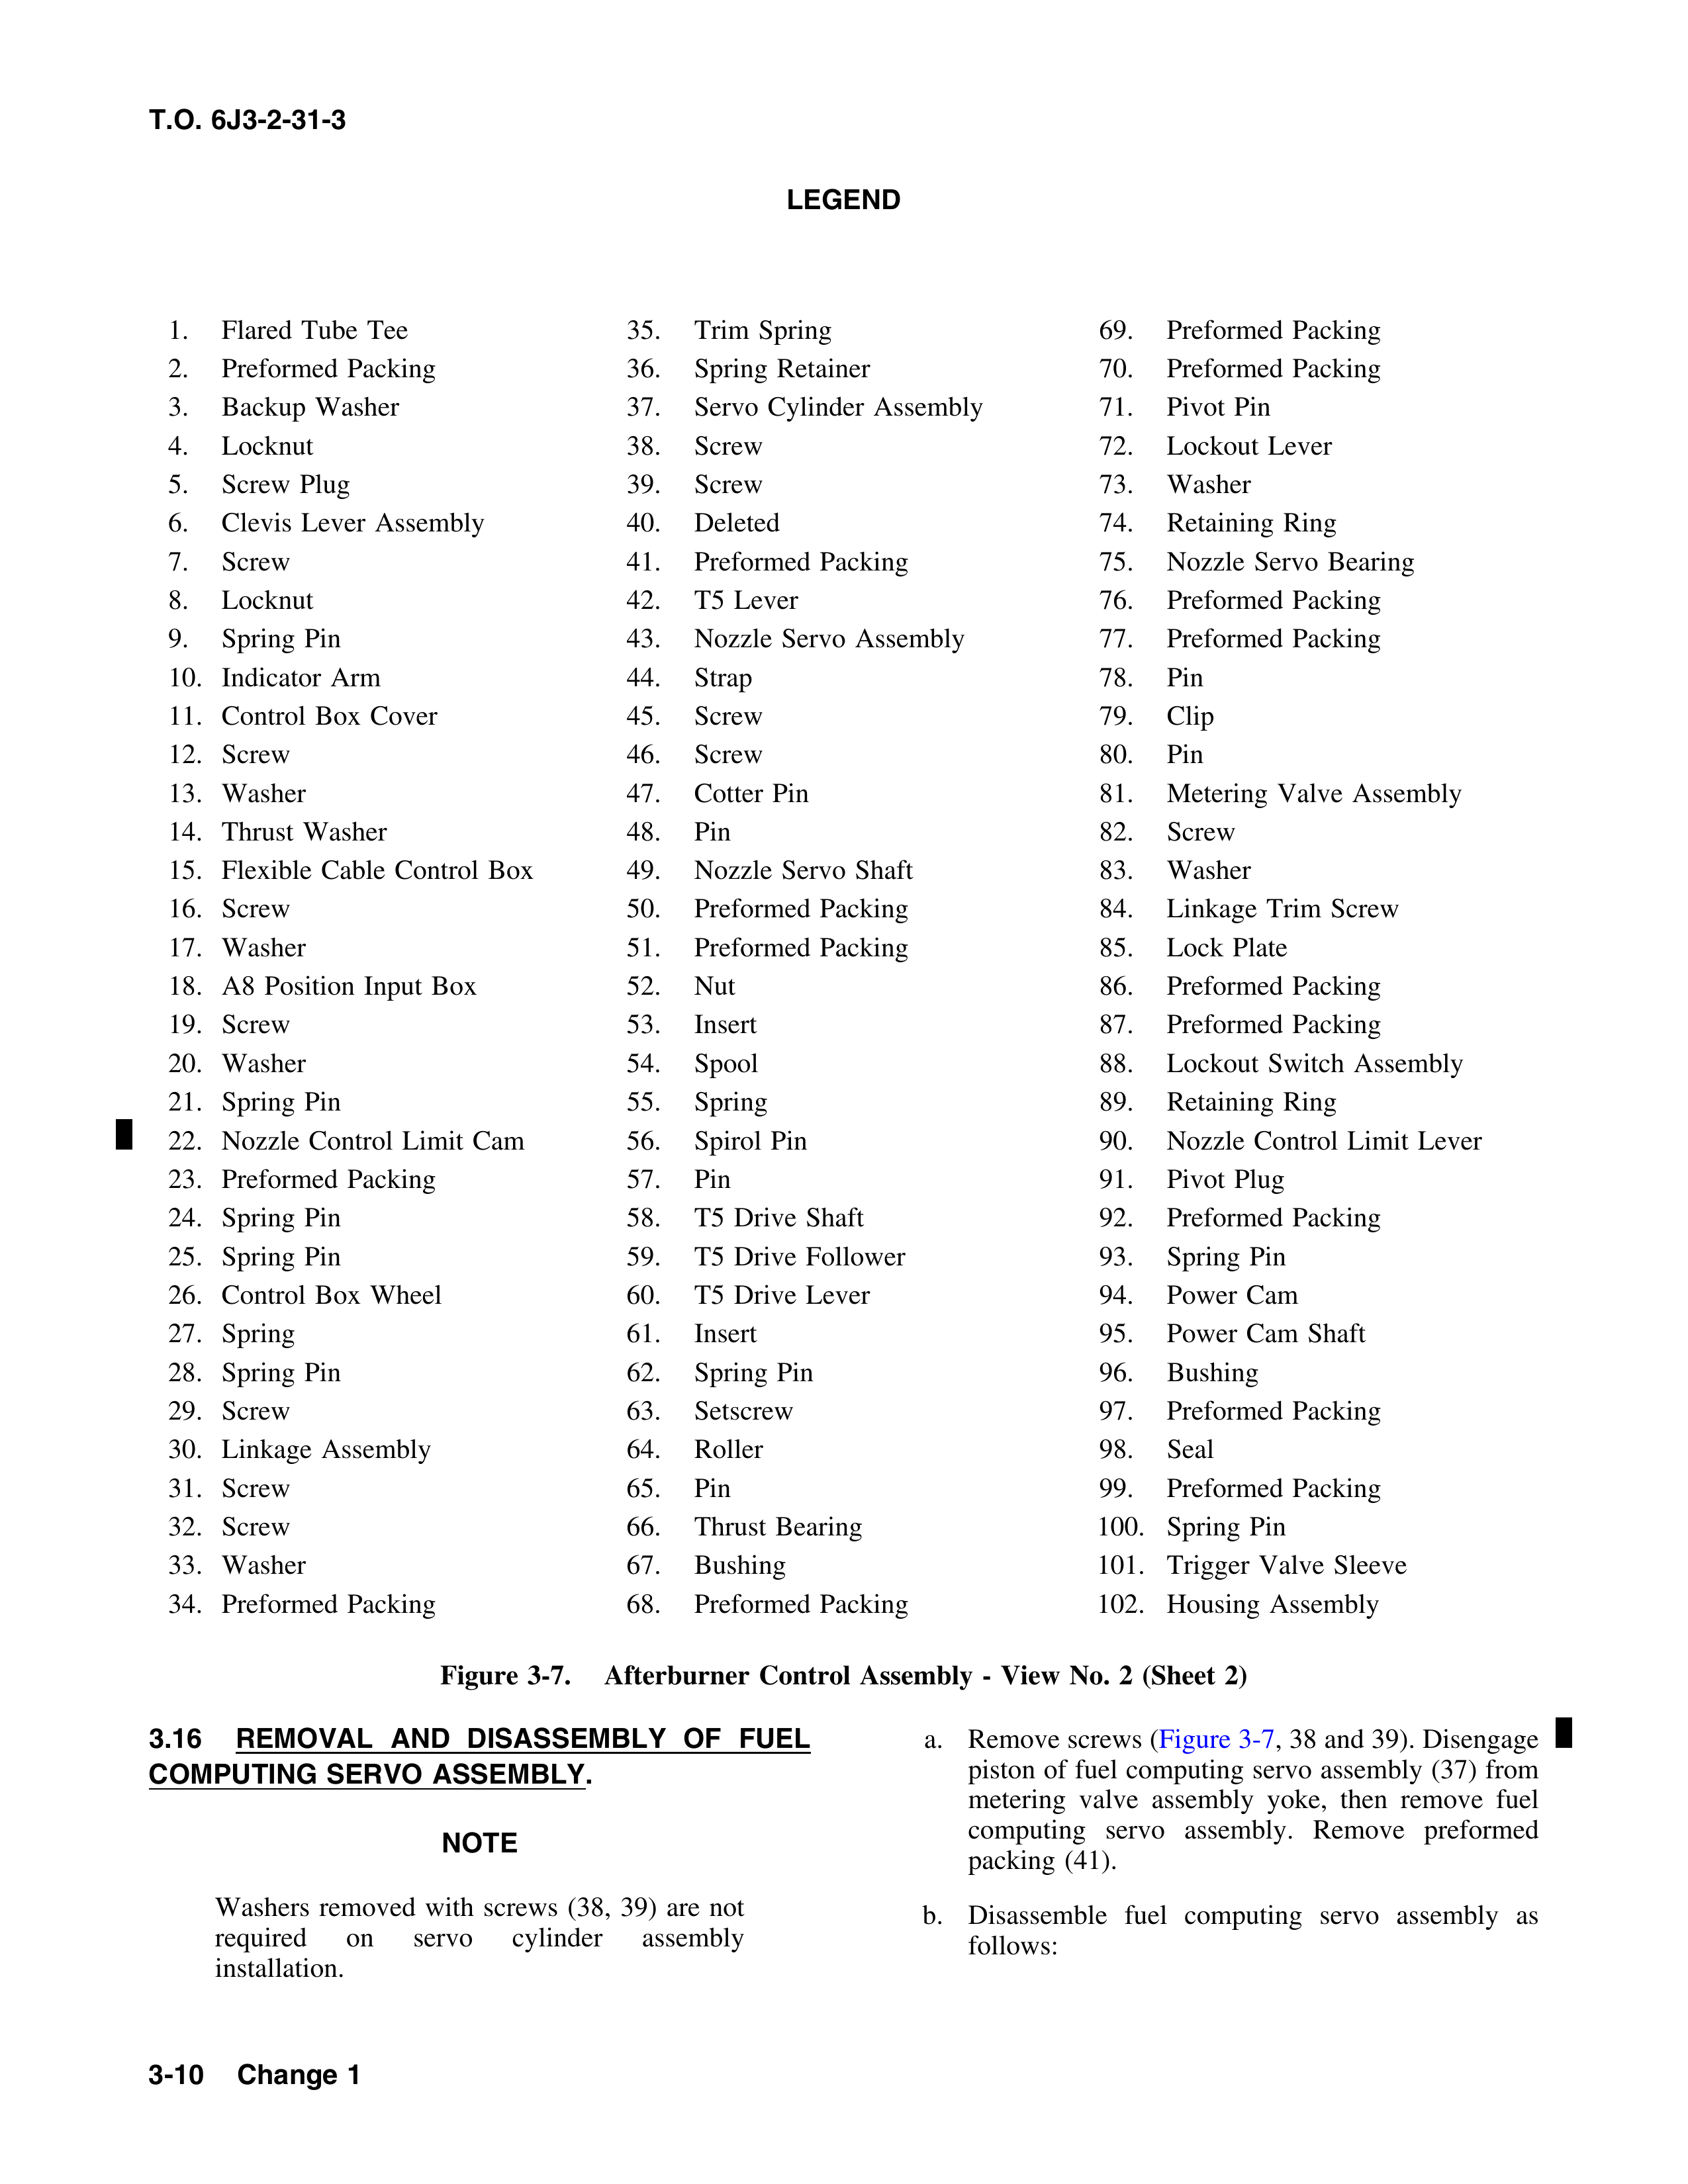 T.O. 6J3-2-31-3
LEGEND
1. Flared Tube Tee
2. Preformed Packing
3. Backup Washer
4. Locknut
5. Screw Plug
6. Clevis Lever Assembly
7. Screw
8. Locknut
9. Spring Pin
10. Indicator Arm
11. Control Box Cover
12. Screw
13. Washer
14. Thrust Washer
15. Flexible Cable Control Box
16. Screw
17. Washer
18. A8 Position Input Box
19. Screw
20. Washer
21. Spring Pin
22. Nozzle Control Limit Cam
23. Preformed Packing
24. Spring Pin
25. Spring Pin
26. Control Box Wheel
27. Spring
28. Spring Pin
29. Screw
30. Linkage Assembly
31. Screw
32. Screw
33. Washer
34. Preformed Packing
35. Trim Spring
36. Spring Retainer
37. Servo Cylinder Assembly
38. Screw
39. Screw
40. Deleted
41. Preformed Packing
42. T5 Lever
43. Nozzle Servo Assembly
44. Strap
45. Screw
46. Screw
47. Cotter Pin
48. Pin
49. Nozzle Servo Shaft
50. Preformed Packing
51. Preformed Packing
52. Nut
53. Insert
54. Spool
55. Spring
56. Spirol Pin
57. Pin
58. T5 Drive Shaft
59. T5 Drive Follower
60. T5 Drive Lever
61. Insert
62. Spring Pin
63. Setscrew
64. Roller
65. Pin
66. Thrust Bearing
67. Bushing
68. Preformed Packing
69. Preformed Packing
70. Preformed Packing
71. Pivot Pin
72. Lockout Lever
73. Washer
74. Retaining Ring
75. Nozzle Servo Bearing
76. Preformed Packing
77. Preformed Packing
78. Pin
79. Clip
80. Pin
81. Metering Valve Assembly
82. Screw
83. Washer
84. Linkage Trim Screw
85. Lock Plate
86. Preformed Packing
87. Preformed Packing
88. Lockout Switch Assembly
89. Retaining Ring
90. Nozzle Control Limit Lever
91. Pivot Plug
92. Preformed Packing
93. Spring Pin
94. Power Cam
95. Power Cam Shaft
96. Bushing
97. Preformed Packing
98. Seal
99. Preformed Packing
100. Spring Pin
101. Trigger Valve Sleeve
102. Housing Assembly
Figure 3-7. Afterburner Control Assembly - View No. 2 (Sheet 2)
3.16 REMOVAL AND DISASSEMBLY OF FUEL
COMPUTING SERVO ASSEMBLY.
NOTE
Washers removed with screws (38, 39) are not
required on servo cylinder assembly
installation.
a. Remove screws (Figure 3-7, 38 and 39). Disengage
piston of fuel computing servo assembly (37) from
metering valve assembly yoke, then remove fuel
computing servo assembly. Remove preformed
packing (41).
b. Disassemble fuel computing servo assembly as
follows:
3-10 Change 1